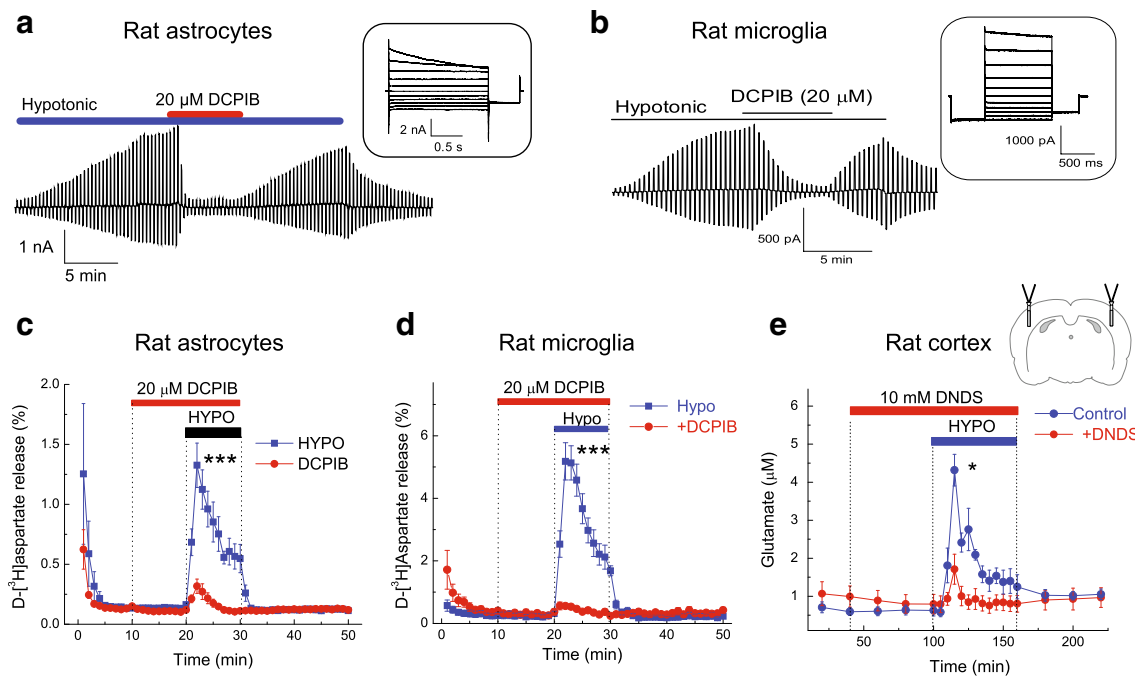 a
Rat astrocytes
Hypotonic
20 µM DCPIB
2 nA
0.5 s
1 nA
5 min
b
Rat microglia
Hypotonic
DCPIB (20 µM)
1000 pA
500 ms
500 pA
5 min
c
Rat astrocytes
2.0
1.5
1.0
0.5
0.0
D-[³H]aspartate release (%)
20 µM DCPIB
HYPO
***
HYPO
DCPIB
0 10 20 30 40 50
Time (min)
d
Rat microglia
6
4
2
0
D-[³H]Aspartate release (%)
20 µM DCPIB
Hypo
***
Hypo
+DCPIB
0 10 20 30 40 50
Time (min)
e
Rat cortex
6
5
4
3
2
1
Glutamate (µM)
10 mM DNDS
HYPO
*
Control
+DNDS
50 100 150 200
Time (min)